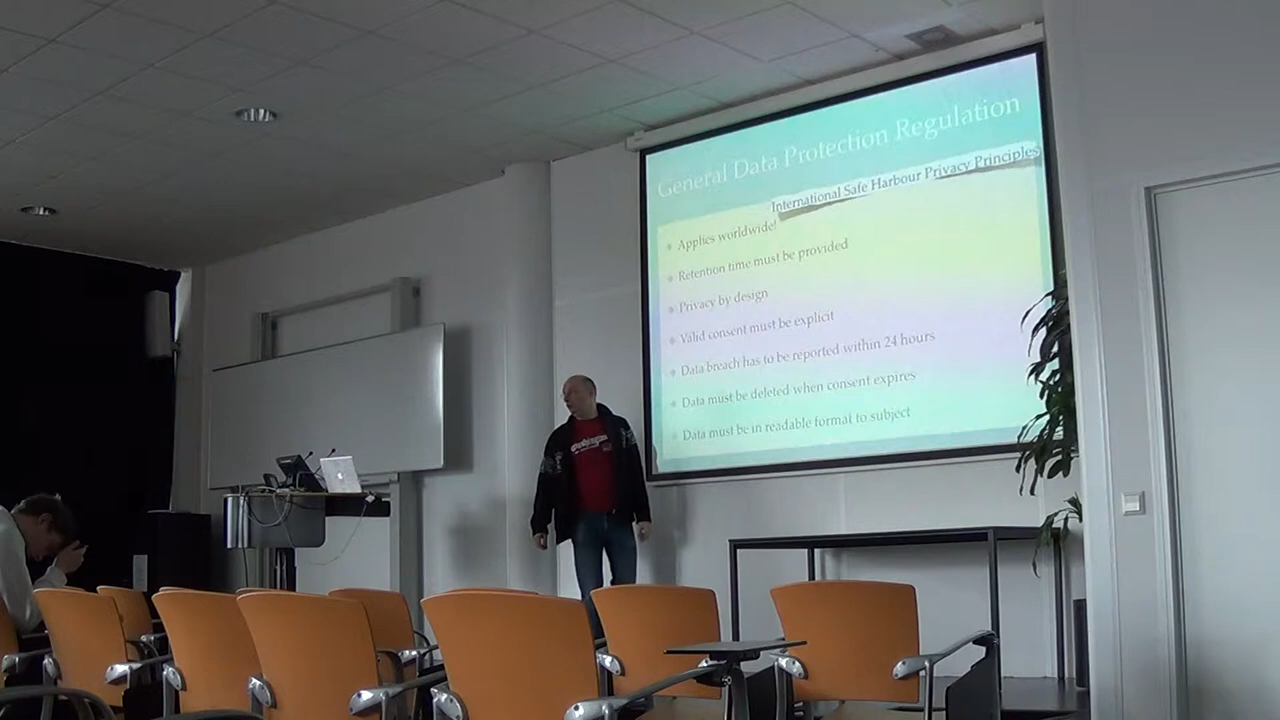 General Data Protection Regulation
International Safe Harbour Privacy Principles
Applies worldwide!
Retention time must be provided
Privacy by design
Valid consent must be explicit
Data breach has to be reported within 24 hours
Data must be deleted when consent expires
Data must be in readable format to subject